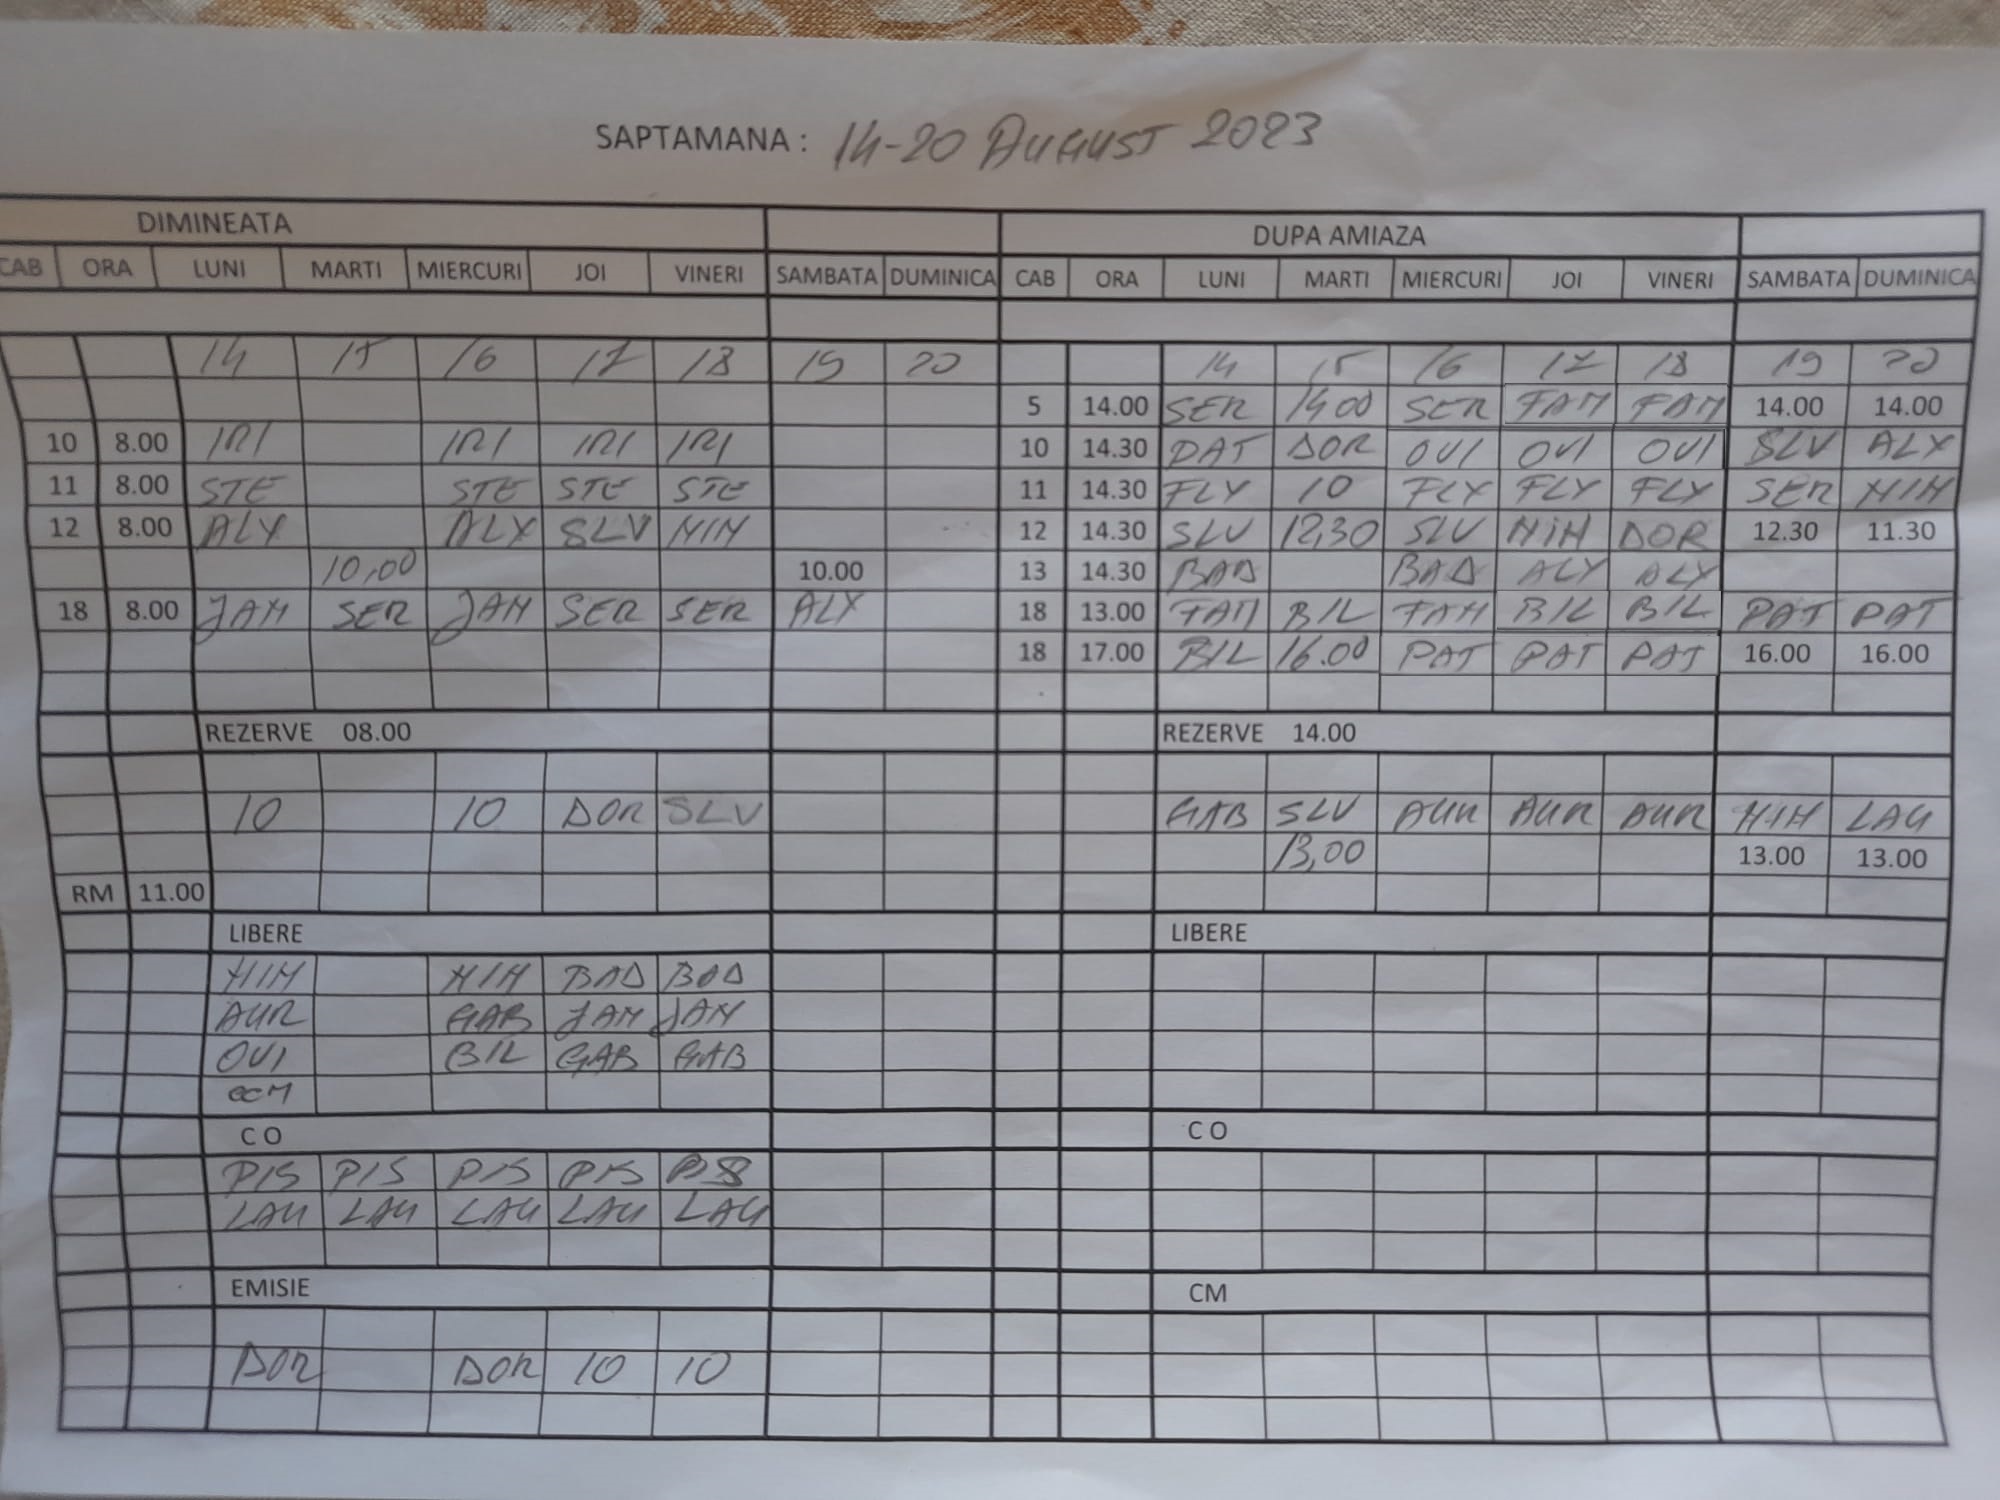 SAPTAMANA : 14-20 AUGUST 2023
DIMINEATA DUPA AMIAZA
CAB ORA LUNI MARTI MIERCURI JOI VINERI SAMBATA DUMINICA CAB ORA LUNI MARTI MIERCURI JOI VINERI SAMBATA DUMINICA
14 15 16 17 18 19 20 14 15 16 17 18 19 20
5 14.00 SER 14.00 SER FAM FAM 14.00 14.00
10 8.00 IRI IRI IRI IRI 10 14.30 PAT DOR OVI OVI OVI SLV ALX
11 8.00 STE STE STE STE 11 14.30 FLY 10 FLY FLY FLY SER MIH
12 8.00 ALX ALX SLV MIH 12 14.30 SLV 12,30 SLV MIH DOR 12.30 11.30
10,00 10.00 13 14.30 BAD BAD ALX ALX
18 8.00 JAM SER JAM SER SER ALX 18 13.00 FAM BIL FAM BIL BIL PAT PAT
18 17.00 BIL 16.00 PAT PAT PAT 16.00 16.00
REZERVE 08.00 REZERVE 14.00
10 10 DOR SLV GAB SLV AUR AUR AUR MIH LAU
13,00 13.00 13.00
RM 11.00
LIBERE LIBERE
MIH MIH BAD BAD
AUR GAB JAM JAM
OVI BIL GAB GAB
C O C O
PIS PIS PIS PIS PIS
LAU LAU LAU LAU LAU
EMISIE CM
DOR DOR 10 10